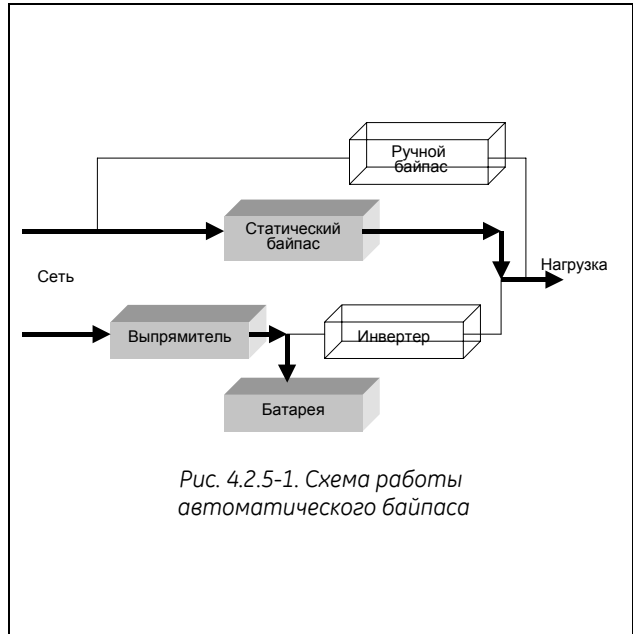 Ручной
байпас
Статический
байпас
Сеть
Нагрузка
Выпрямитель
Инвертер
Батарея
Рис. 4.2.5-1. Схема работы
автоматического байпаса